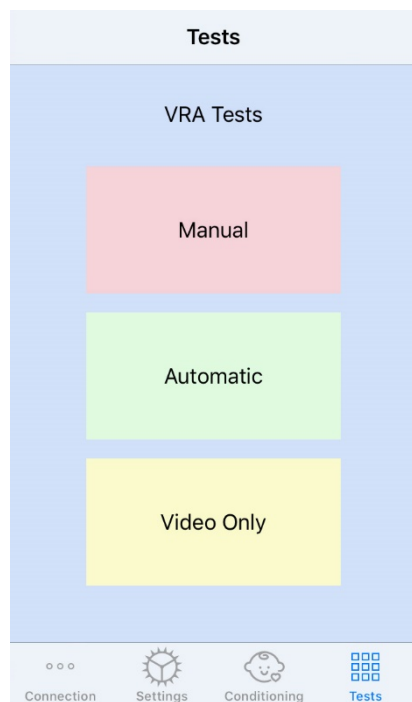 Tests
VRA Tests
Manual
Automatic
Video Only
Connection Settings Conditioning Tests